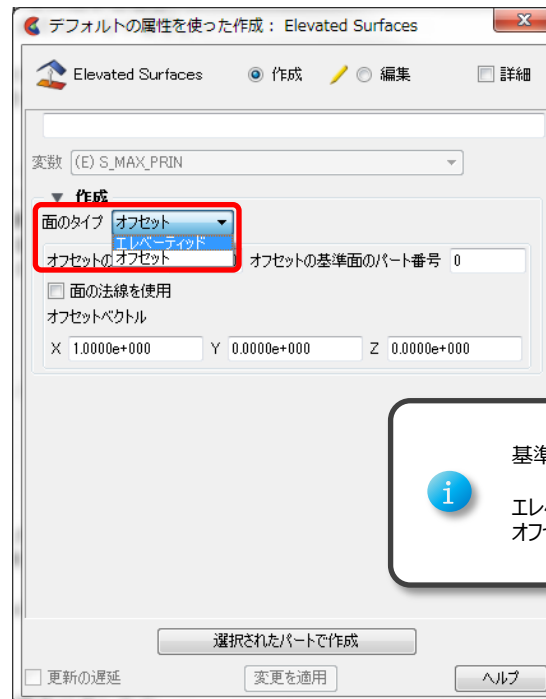 デフォルトの属性を使った作成： Elevated Surfaces
Elevated Surfaces 作成 編集 詳細
変数 (E) S_MAX_PRIN
作成
面のタイプ オフセット
エレベーティッド
オフセットの オフセット オフセットの基準面のパート番号 0
面の法線を使用
オフセットベクトル
X 1.0000e+000 Y 0.0000e+000 Z 0.0000e+000
基準
エレベ
オフセ
選択されたパートで作成
更新の遅延 変更を適用 ヘルプ